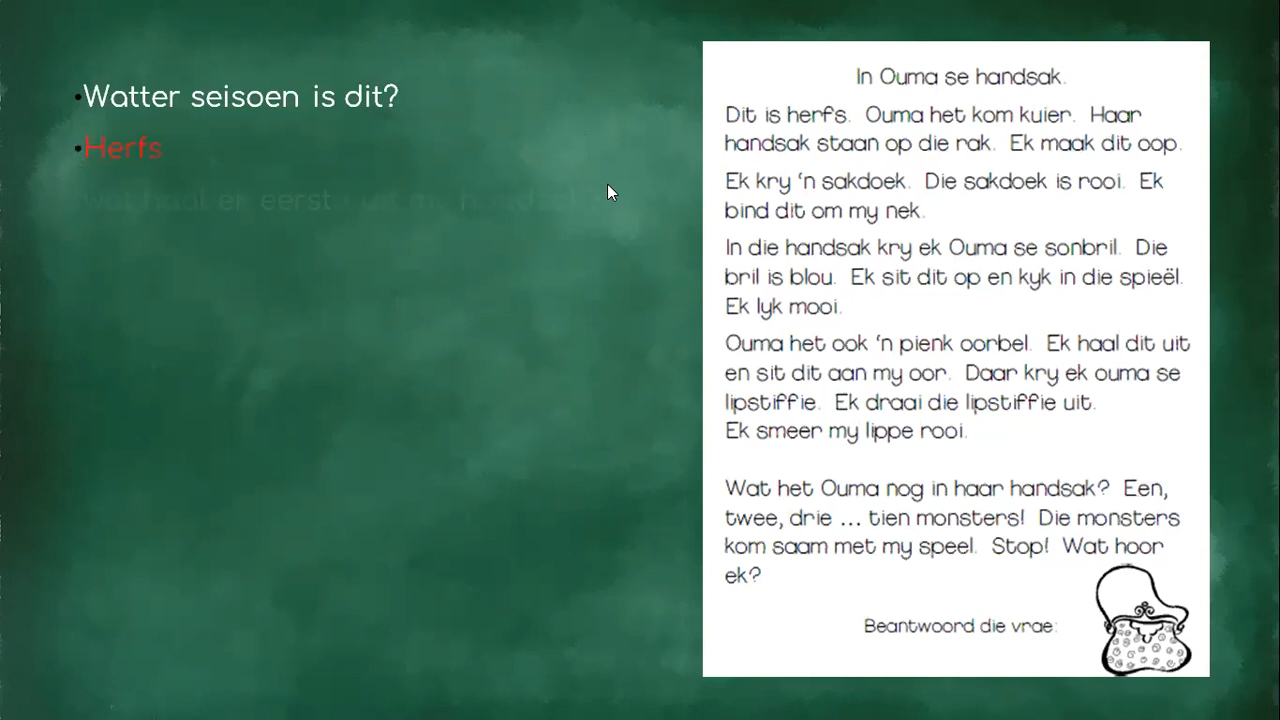 •Watter seisoen is dit?
•Herfs
wat haal er eerst uit my
In Ouma se handsak.
Dit is herfs. Ouma het kom kuier. Haar
handsak staan op die rak. Ek maak dit oop.
Ek kry ‘n sakdoek. Die sakdoek is rooi. Ek
bind dit om my nek.
In die handsak kry ek Ouma se sonbril. Die
bril is blou. Ek sit dit op en kyk in die spieël.
Ek lyk mooi.
Ouma het ook ‘n pienk oorbel. Ek haal dit uit
en sit dit aan my oor. Daar kry ek ouma se
lipstiffie. Ek draai die lipstiffie uit.
Ek smeer my lippe rooi.
Wat het Ouma nog in haar handsak? Een,
twee, drie ... tien monsters! Die monsters
kom saam met my speel. Stop! Wat hoor
ek?
Beantwoord die vrae: